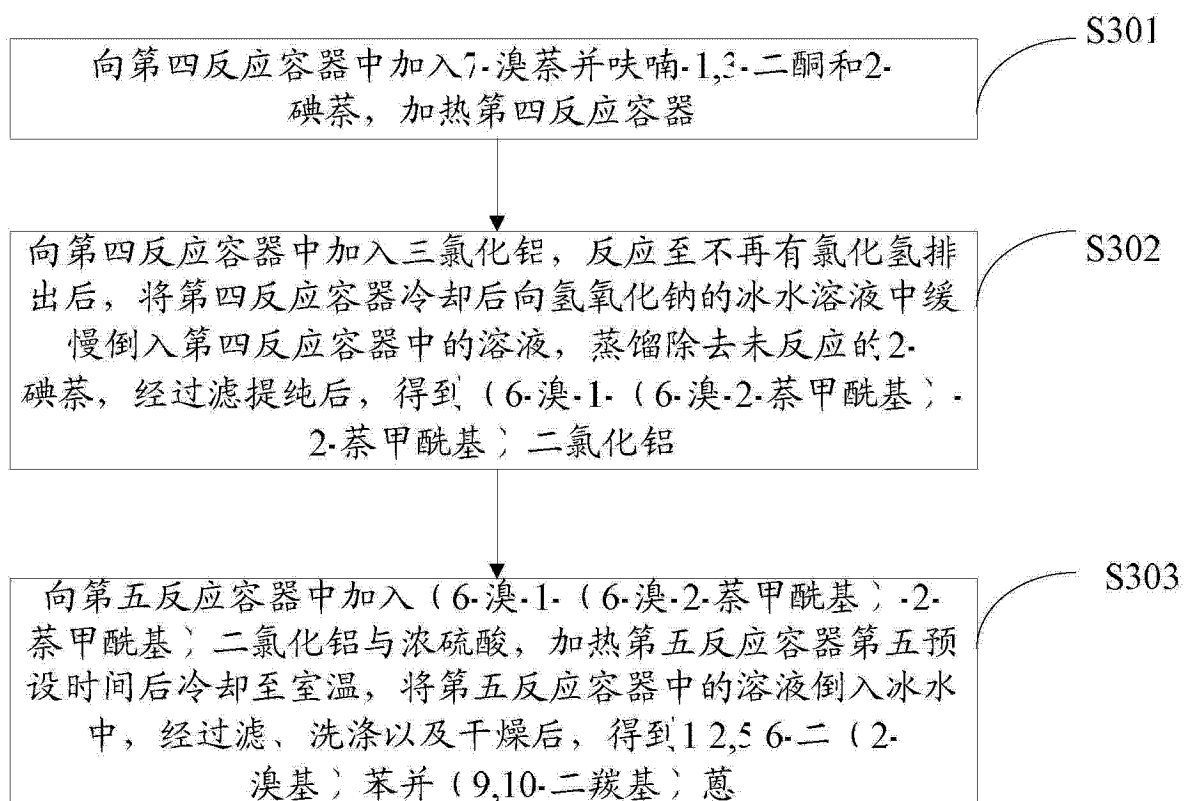 S301
向第四反应容器中加入7-溴萘并呋喃-1,3-二酮和2-
碘萘，加热第四反应容器
S302
向第四反应容器中加入三氯化铝，反应至不再有氯化氢排
出后，将第四反应容器冷却后向氢氧化钠的冰水溶液中缓
慢倒入第四反应容器中的溶液，蒸馏除去未反应的2-
碘萘，经过滤提纯后，得到（6-溴-1-（6-溴-2-萘甲酰基）-
2-萘甲酰基）二氯化铝
S303
向第五反应容器中加入（6-溴-1-（6-溴-2-萘甲酰基）-2-
萘甲酰基）二氯化铝与浓硫酸，加热第五反应容器第五预
设时间后冷却至室温，将第五反应容器中的溶液倒入冰水
中，经过滤、洗涤以及干燥后，得到1 2,5 6-二（2-
溴基）苯并（9,10-二羰基）蒽